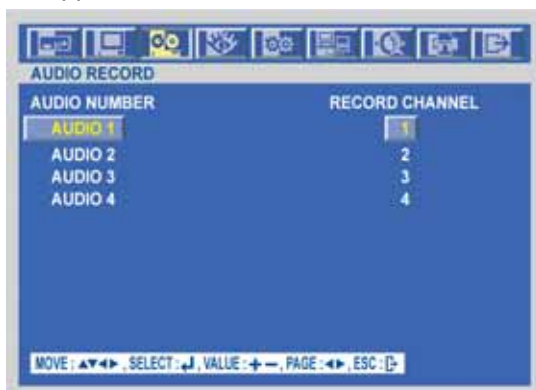 AUDIO RECORD
AUDIO NUMBER RECORD CHANNEL
AUDIO 1 1
AUDIO 2 2
AUDIO 3 3
AUDIO 4 4
MOVE : ▲▼◄► , SELECT : ↲ , VALUE : + − , PAGE : ◄► , ESC :